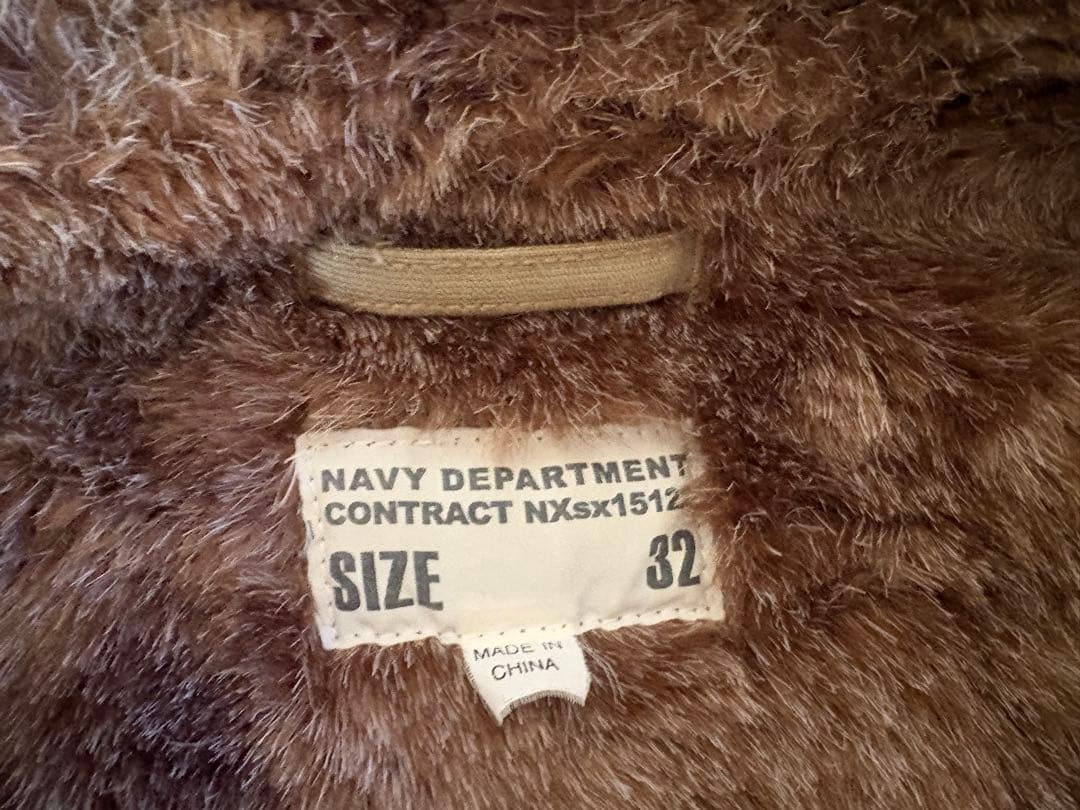 NAVY DEPARTMENT
CONTRACT NXsx1512
SIZE 32
MADE IN
CHINA